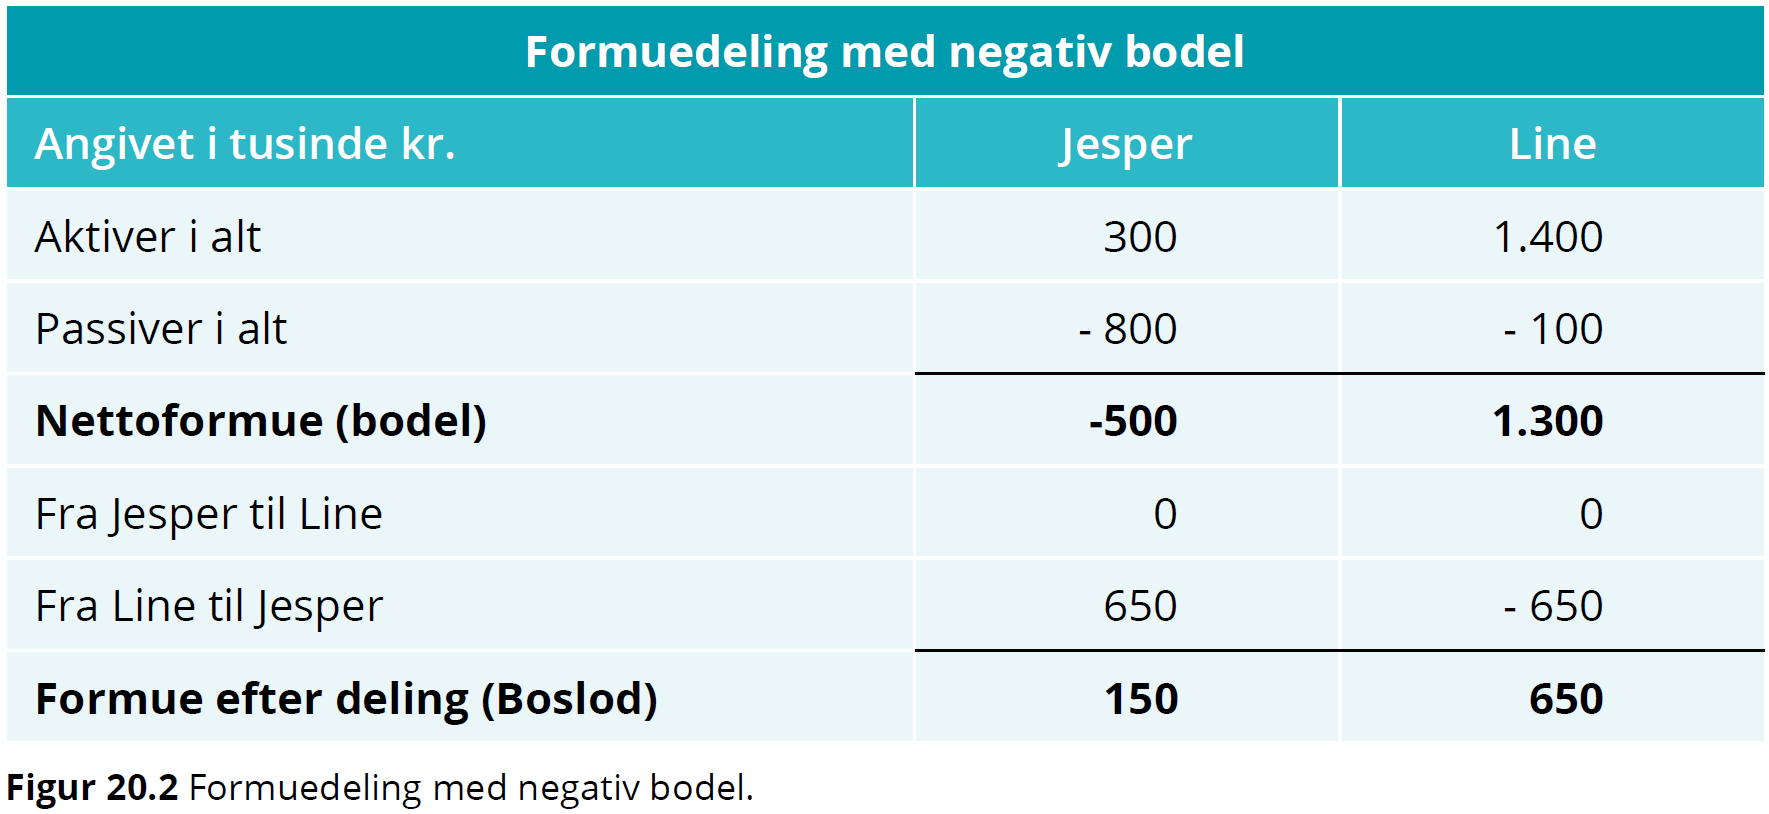 Formuedeling med negativ bodel
Angivet i tusinde kr. Jesper Line
Aktiver i alt 300 1.400
Passiver i alt - 800 - 100
Nettoformue (bodel) -500 1.300
Fra Jesper til Line 0 0
Fra Line til Jesper 650 - 650
Formue efter deling (Boslod) 150 650
Figur 20.2 Formuedeling med negativ bodel.